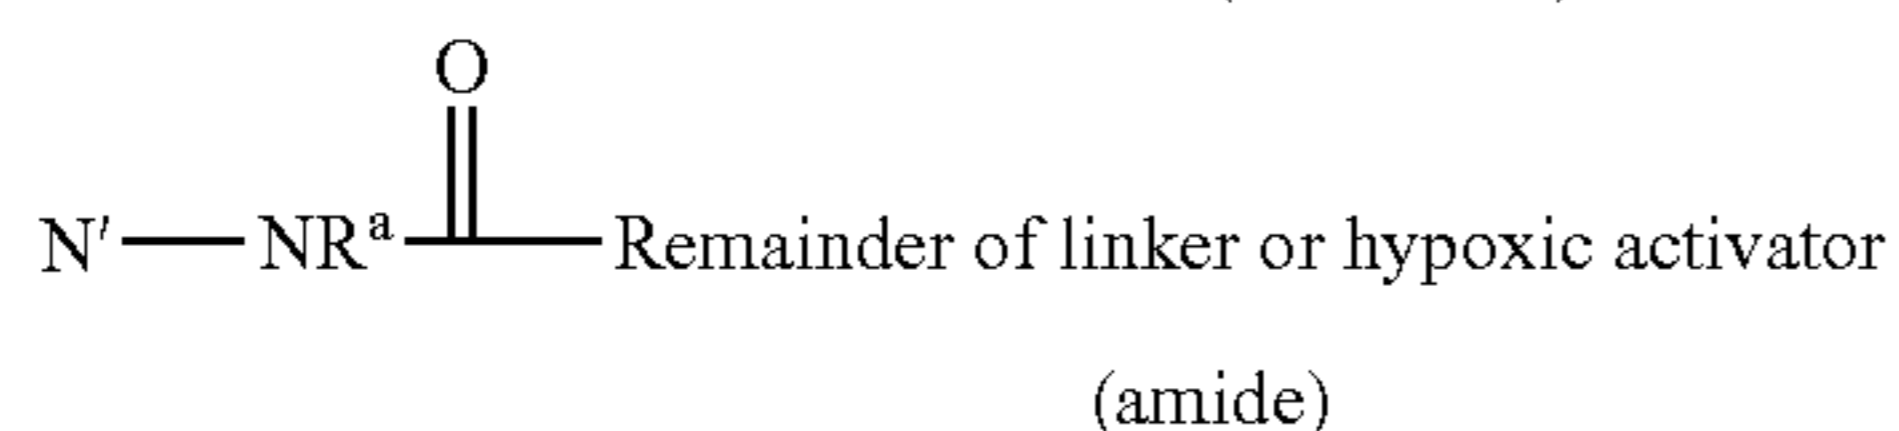 O
N′—NRᵃ—Remainder of linker or hypoxic activator
(amide)